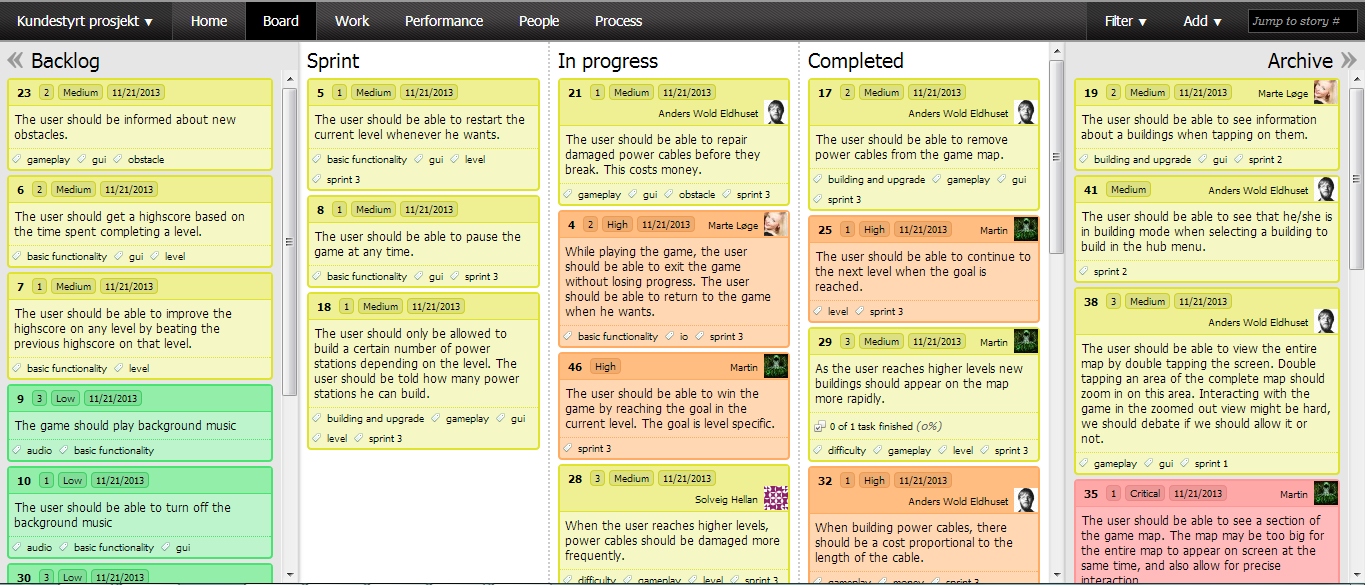 Kundestyrt prosjekt ▼ Home Board Work Performance People Process Filter ▼ Add ▼ Jump to story #
« Backlog
23 2 Medium 11/21/2013
The user should be informed about new
obstacles.
gameplay gui obstacle
6 2 Medium 11/21/2013
The user should get a highscore based on
the time spent completing a level.
basic functionality gui level
7 1 Medium 11/21/2013
The user should be able to improve the
highscore on any level by beating the
previous highscore on that level.
basic functionality level
9 3 Low 11/21/2013
The game should play background music
audio basic functionality
10 1 Low 11/21/2013
The user should be able to turn off the
background music
audio basic functionality gui
30 3 Low 11/21/2013
Sprint
5 1 Medium 11/21/2013
The user should be able to restart the
current level whenever he wants.
basic functionality gui level
sprint 3
8 1 Medium 11/21/2013
The user should be able to pause the
game at any time.
basic functionality gui sprint 3
18 1 Medium 11/21/2013
The user should only be allowed to
build a certain number of power
stations depending on the level. The
user should be told how many power
stations he can build.
building and upgrade gameplay gui
level sprint 3
In progress
21 1 Medium 11/21/2013
Anders Wold Eldhuset
The user should be able to repair
damaged power cables before they
break. This costs money.
gameplay gui obstacle sprint 3
4 2 High 11/21/2013 Marte Løge
While playing the game, the user
should be able to exit the game
without losing progress. The user
should be able to return to the game
when he wants.
basic functionality io sprint 3
46 High Martin
The user should be able to win the
game by reaching the goal in the
current level. The goal is level specific.
sprint 3
28 3 Medium 11/21/2013
Solveig Hellan
When the user reaches higher levels,
power cables should be damaged more
frequently.
difficulty gameplay level sprint 3
Completed
17 2 Medium 11/21/2013
Anders Wold Eldhuset
The user should be able to remove
power cables from the game map.
building and upgrade gameplay gui
sprint 3
25 1 High 11/21/2013 Martin
The user should be able to continue to
the next level when the goal is
reached.
level sprint 3
29 3 Medium 11/21/2013 Martin
As the user reaches higher levels new
buildings should appear on the map
more rapidly.
0 of 1 task finished (0%)
difficulty gameplay level sprint 3
32 1 High 11/21/2013
Anders Wold Eldhuset
When building power cables, there
should be a cost proportional to the
length of the cable.
gameplay money sprint 3
Archive »
19 2 Medium 11/21/2013 Marte Løge
The user should be able to see information
about a buildings when tapping on them.
building and upgrade gui sprint 2
41 Medium Anders Wold Eldhuset
The user should be able to see that he/she is
in building mode when selecting a building to
build in the hub menu.
sprint 2
38 3 Medium 11/21/2013
Anders Wold Eldhuset
The user should be able to view the entire
map by double tapping the screen. Double
tapping an area of the complete map should
zoom in on this area. Interacting with the
game in the zoomed out view might be hard,
we should debate if we should allow it or
not.
gameplay gui sprint 1
35 1 Critical 11/21/2013 Martin
The user should be able to see a section of
the game map. The map may be too big for
the entire map to appear on screen at the
same time, and also allow for precise
interaction.